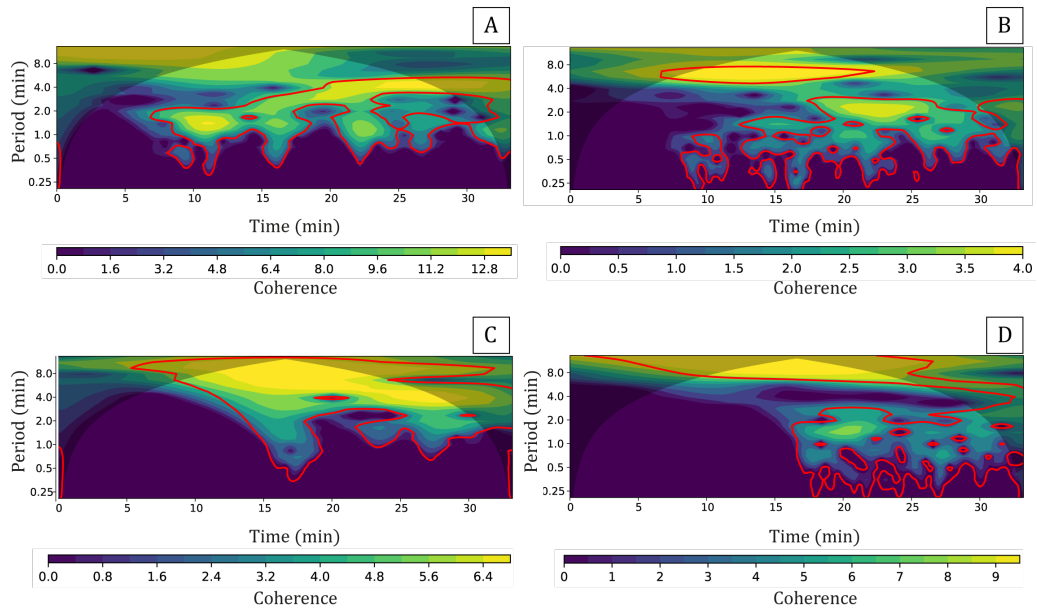 A
B
Period (min)
8.0
4.0
2.0
1.0
0.5
0.25
0 5 10 15 20 25 30
Time (min)
0.0 1.6 3.2 4.8 6.4 8.0 9.6 11.2 12.8
Coherence
Period (min)
8.0
4.0
2.0
1.0
0.5
0.25
0 5 10 15 20 25 30
Time (min)
0.0 0.5 1.0 1.5 2.0 2.5 3.0 3.5 4.0
Coherence
C
D
Period (min)
8.0
4.0
2.0
1.0
0.5
0.25
0 5 10 15 20 25 30
Time (min)
0.0 0.8 1.6 2.4 3.2 4.0 4.8 5.6 6.4
Coherence
Period (min)
8.0
4.0
2.0
1.0
0.5
0.25
0 5 10 15 20 25 30
Time (min)
0 1 2 3 4 5 6 7 8 9
Coherence